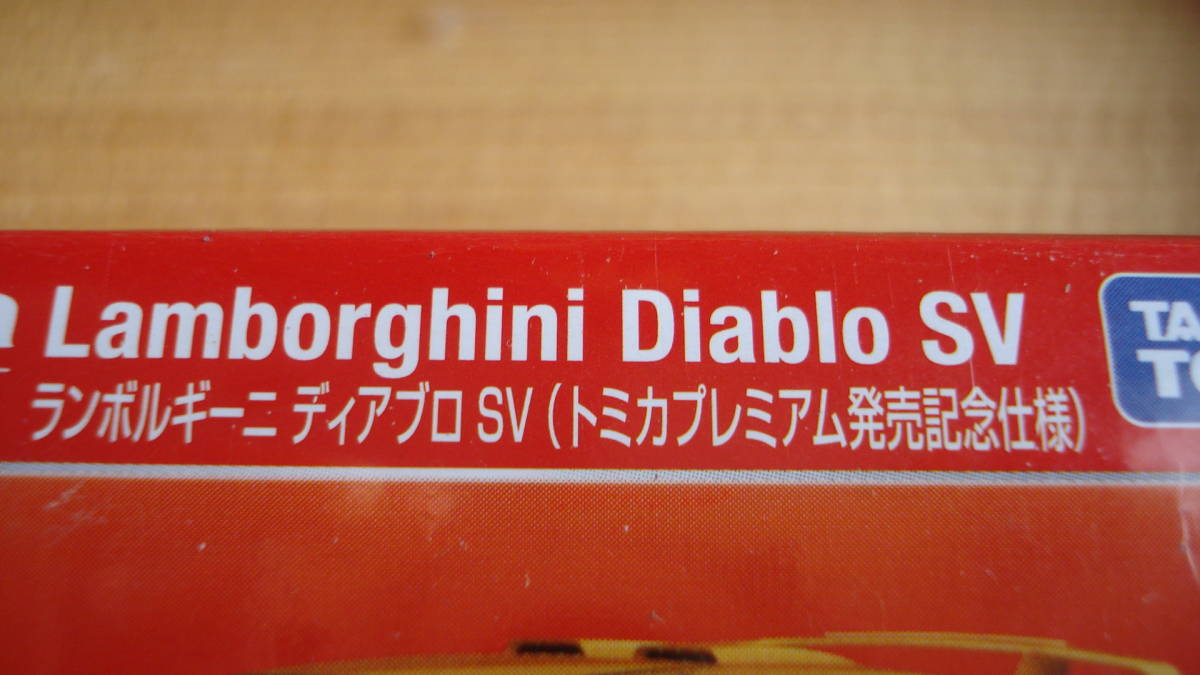 Lamborghini Diablo SV
ランボルギーニ ディアブロ SV（トミカプレミアム発売記念仕様）